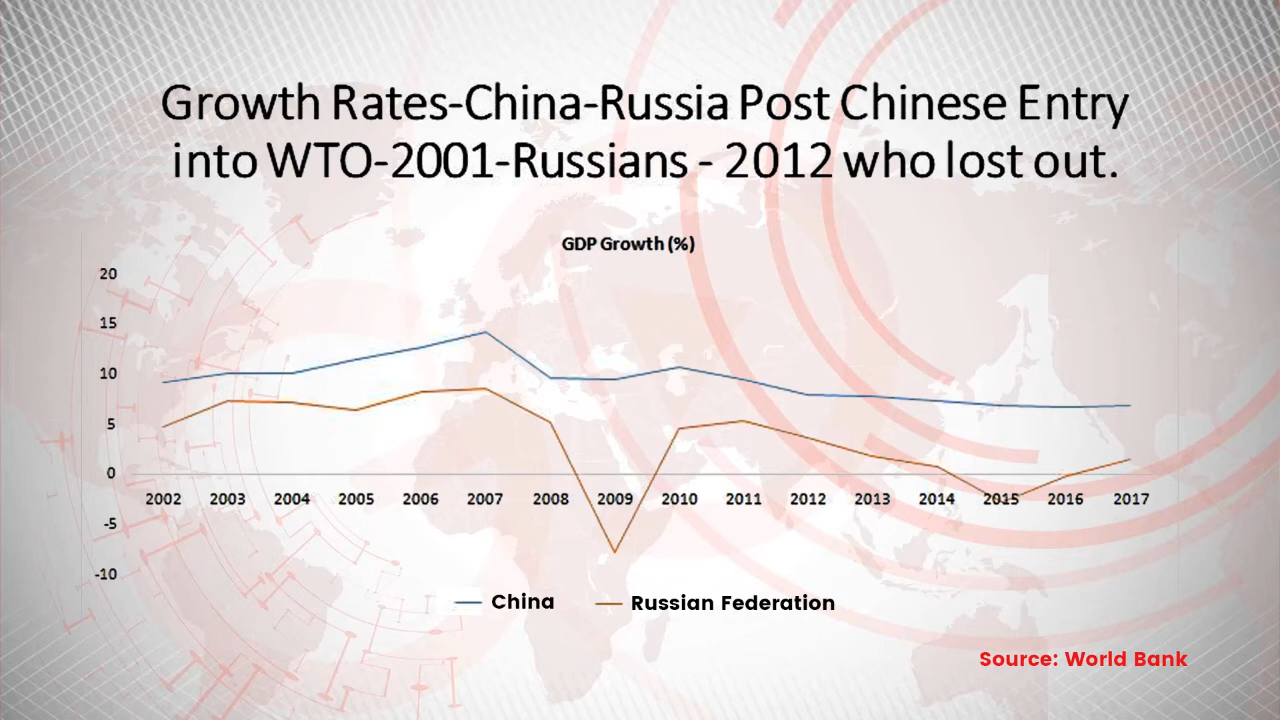 Growth Rates-China-Russia Post Chinese Entry
into WTO-2001-Russians - 2012 who lost out.
GDP Growth (%)
20
15
10
5
0
2002 2003 2004 2005 2006 2007 2008 2009 2010 2011 2012 2013 2014 2015 2016 2017
-5
-10
China Russian Federation
Source: World Bank